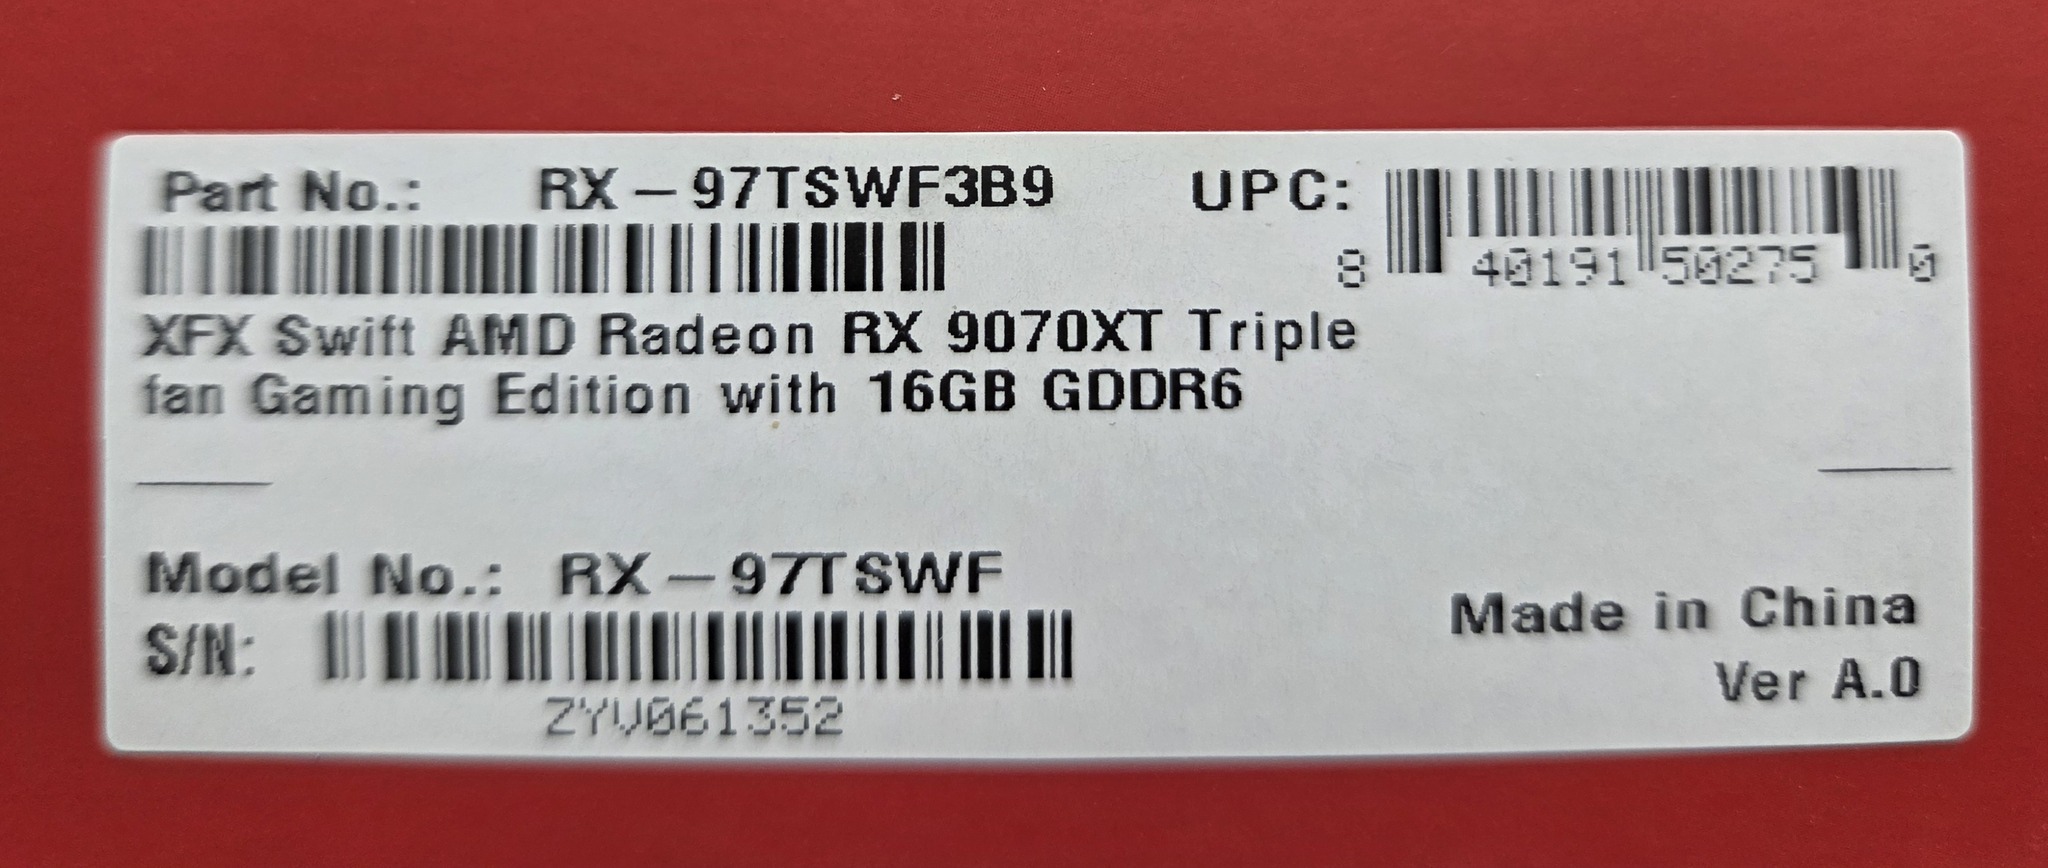 Part No.: RX-97TSWF3B9 UPC:
8 40191 50275 0
XFX Swift AMD Radeon RX 9070XT Triple
fan Gaming Edition with 16GB GDDR6
Model No.: RX-97TSWF
Made in China
S/N:
Ver A.0
ZYV061352